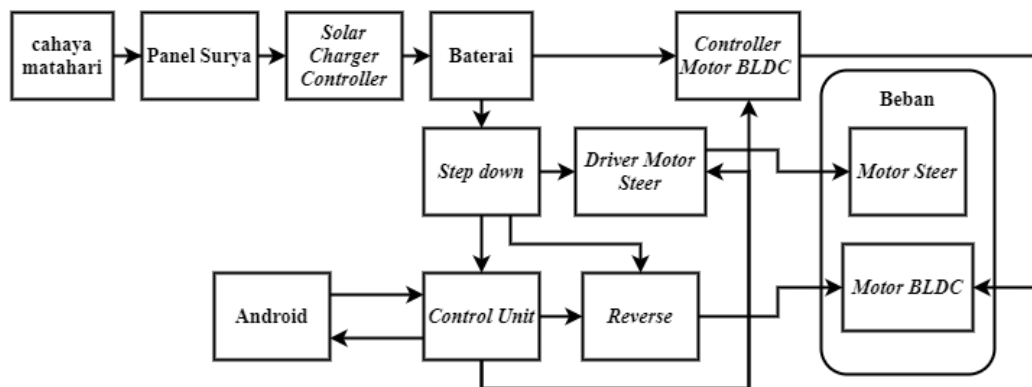 cahaya
matahari
Panel Surya
Solar
Charger
Controller
Baterai
Controller
Motor BLDC
Beban
Step down
Driver Motor
Steer
Motor Steer
Android
Control Unit
Reverse
Motor BLDC